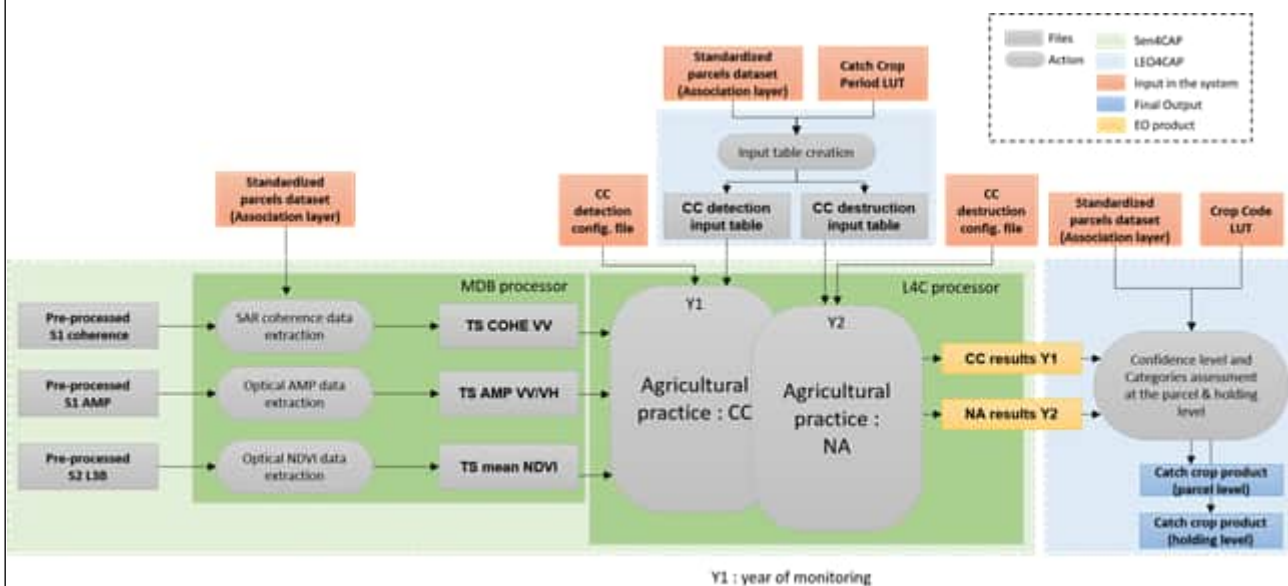 Files
Action
Sen4CAP
LEO4CAP
Input in the system
Final Output
EO product
Standardized
parcels dataset
(Association layer)
Catch Crop
Period LUT
Input table creation
Standardized
parcels dataset
(Association layer)
CC
detection
config. file
CC detection
input table
CC destruction
input table
CC
destruction
config. file
Standardized
parcels dataset
(Association layer)
Crop Code
LUT
MDB processor
L4C processor
Pre-processed
S1 coherence
SAR coherence data
extraction
TS COHE VV
Pre-processed
S1 AMP
Optical AMP data
extraction
TS AMP VV/VH
Pre-processed
S2 L3B
Optical NDVI data
extraction
TS mean NDVI
Y1
Agricultural
practice : CC
Y2
Agricultural
practice :
NA
CC results Y1
NA results Y2
Confidence level and
Categories assessment
at the parcel & holding
level
Catch crop product
(parcel level)
Catch crop product
(holding level)
Y1 : year of monitoring